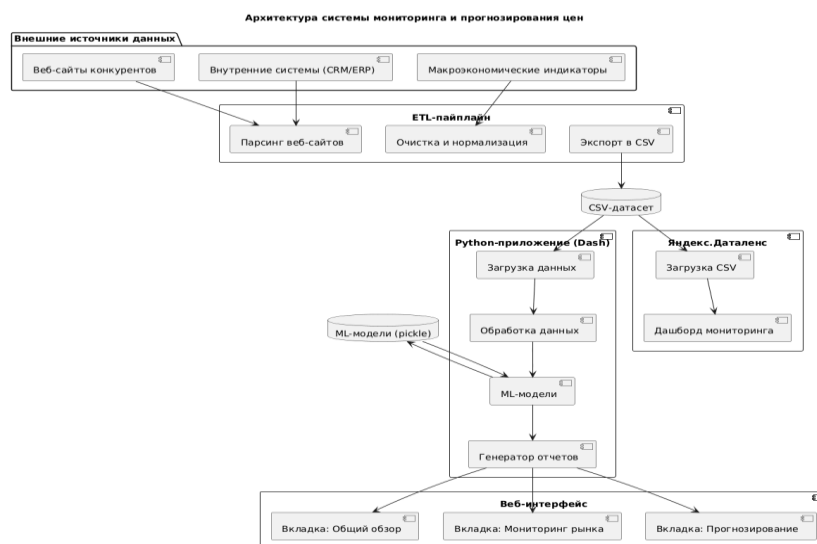 Архитектура системы мониторинга и прогнозирования цен
Внешние источники данных
Веб-сайты конкурентов
Внутренние системы (CRM/ERP)
Макроэкономические индикаторы
ETL-пайплайн
Парсинг веб-сайтов
Очистка и нормализация
Экспорт в CSV
CSV-датасет
Python-приложение (Dash)
Яндекс.Даталенс
Загрузка данных
Загрузка CSV
ML-модели (pickle)
Обработка данных
Дашборд мониторинга
ML-модели
Генератор отчетов
Веб-интерфейс
Вкладка: Общий обзор
Вкладка: Мониторинг рынка
Вкладка: Прогнозирование